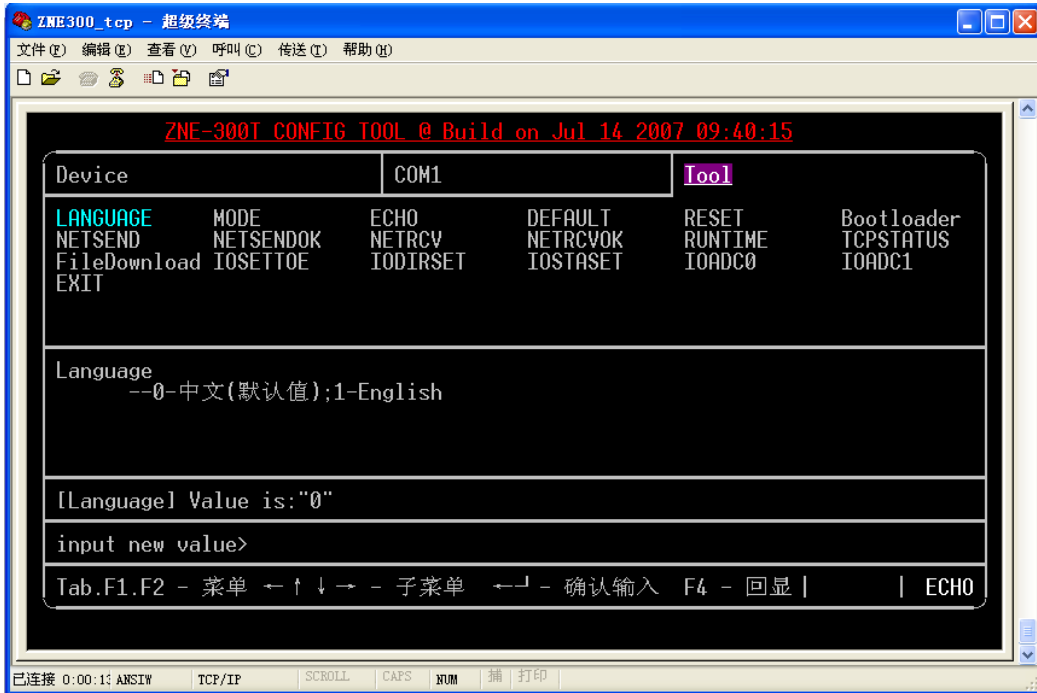 ZNE300_tcp - 超级终端
文件(F) 编辑(E) 查看(V) 呼叫(C) 传送(T) 帮助(H)
ZNE-300T CONFIG TOOL @ Build on Jul 14 2007 09:40:15
Device COM1 Tool
LANGUAGE MODE ECHO DEFAULT RESET Bootloader
NETSEND NETSENDOK NETRCV NETRCVOK RUNTIME TCPSTATUS
FileDownload IOSETTOE IODIRSET IOSTASET IOADC0 IOADC1
EXIT
Language
--0-中文(默认值);1-English
[Language] Value is:"0"
input new value>
Tab.F1.F2 - 菜单 ←↑↓→ - 子菜单 ←┘ - 确认输入 F4 - 回显 | | ECHO
已连接 0:00:13 ANSIW TCP/IP SCROLL CAPS NUM 捕 打印